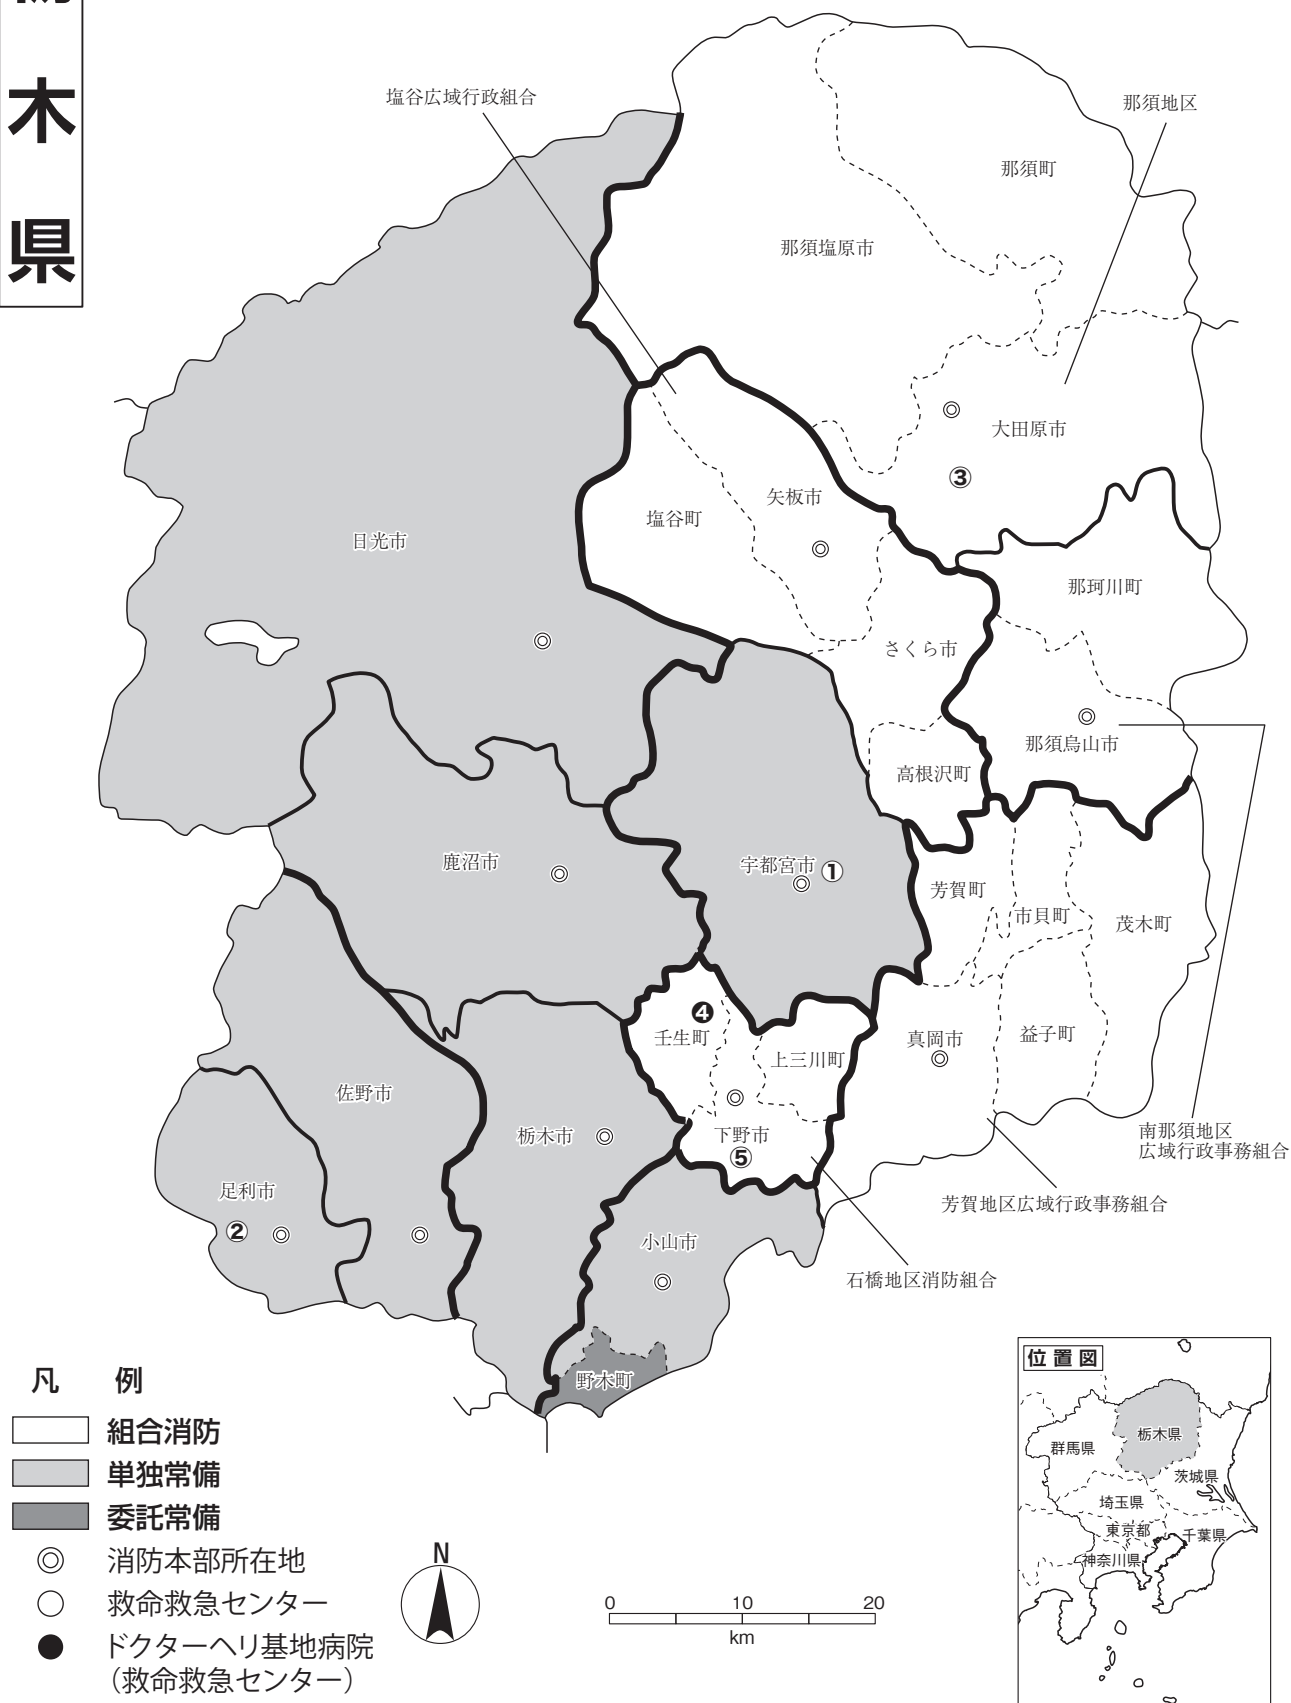 木
県
塩谷広域行政組合
那須地区
那須町
那須塩原市
大田原市
③
矢板市
塩谷町
日光市
那珂川町
さくら市
那須烏山市
高根沢町
鹿沼市
宇都宮市 ①
芳賀町
市貝町
茂木町
❹
壬生町
上三川町
真岡市
益子町
佐野市
栃木市
下野市
⑤
南那須地区
広域行政事務組合
足利市
②
芳賀地区広域行政事務組合
小山市
石橋地区消防組合
野木町
凡 例
組合消防
単独常備
委託常備
消防本部所在地
救命救急センター
ドクターヘリ基地病院
（救命救急センター）
N
0 10 20
km
位置図
栃木県
群馬県
茨城県
埼玉県
東京都
千葉県
神奈川県